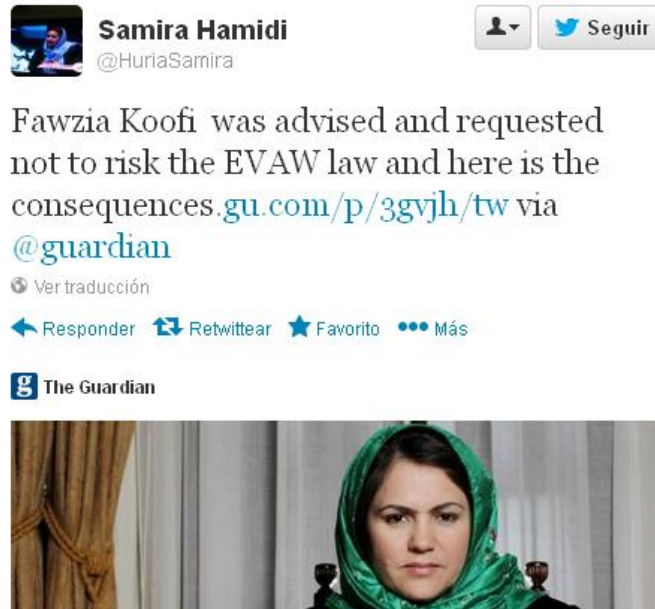 Samira Hamidi
Seguir
@HuriaSamira
Fawzia Koofi was advised and requested
not to risk the EVAW law and here is the
consequences.gu.com/p/3gvjh/tw via
@guardian
Ver traducción
Responder Retwittear Favorito Más
g The Guardian